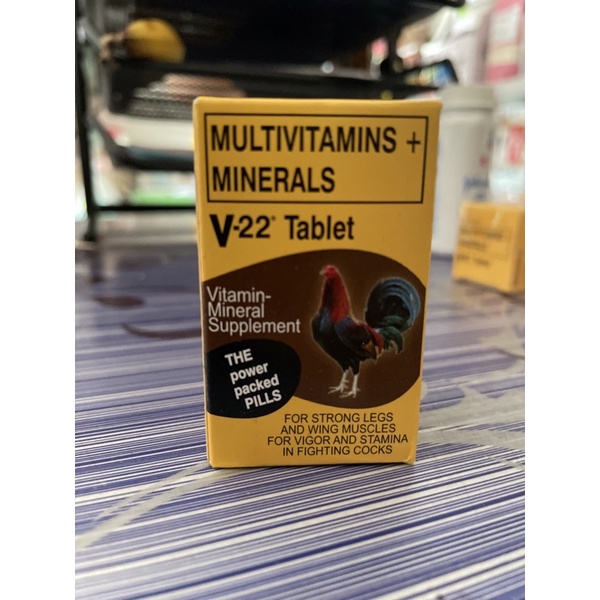 MULTIVITAMINS +
MINERALS
V-22® Tablet
Vitamin-
Mineral
Supplement
THE
power
packed
PILLS
FOR STRONG LEGS
AND WING MUSCLES
FOR VIGOR AND STAMINA
IN FIGHTING COCKS